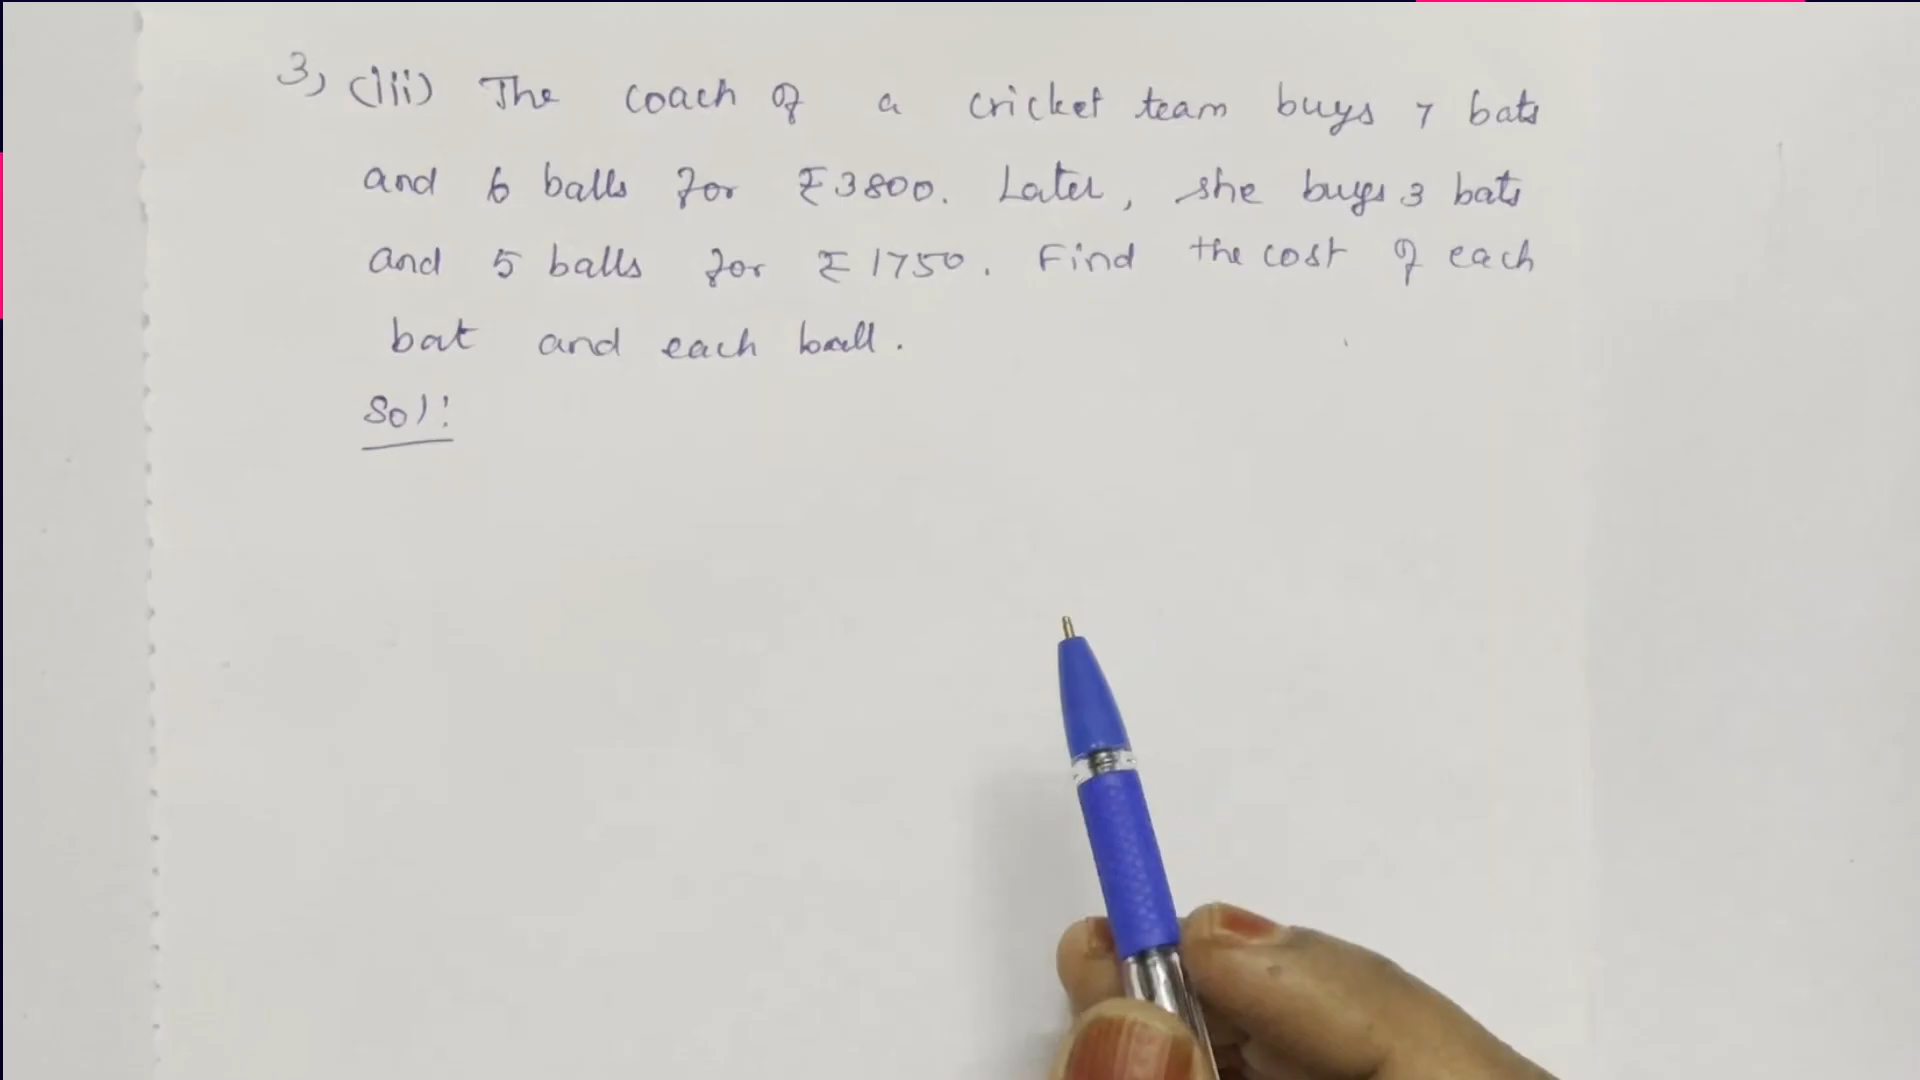 3, (iii) The coach of a cricket team buys 7 bats
and 6 balls for ₹3800. Later, she buys 3 bats
and 5 balls for ₹1750. Find the cost of each
bat and each ball.
Sol: